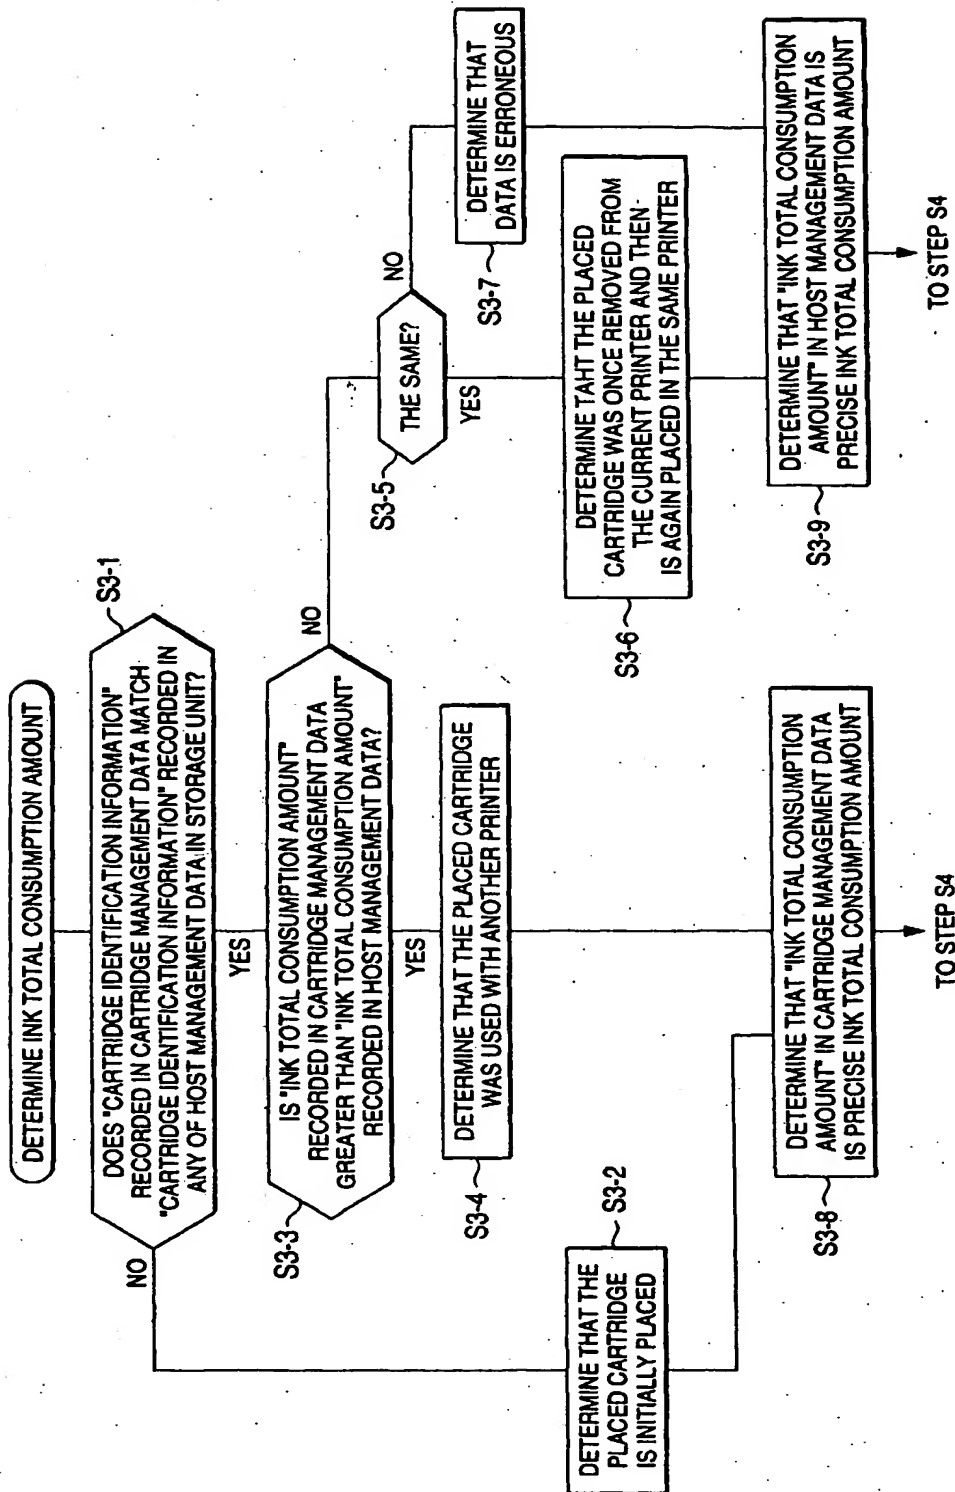 DETERMINE INK TOTAL CONSUMPTION AMOUNT
S3-1
DOES "CARTRIDGE IDENTIFICATION INFORMATION"
RECORDED IN CARTRIDGE MANAGEMENT DATA MATCH
"CARTRIDGE IDENTIFICATION INFORMATION" RECORDED IN
ANY OF HOST MANAGEMENT DATA IN STORAGE UNIT?
NO
YES
S3-3
IS "INK TOTAL CONSUMPTION AMOUNT"
RECORDED IN CARTRIDGE MANAGEMENT DATA
GREATER THAN "INK TOTAL CONSUMPTION AMOUNT"
RECORDED IN HOST MANAGEMENT DATA?
NO
YES
S3-5
THE SAME?
NO
YES
S3-4
DETERMINE THAT THE PLACED CARTRIDGE
WAS USED WITH ANOTHER PRINTER
S3-7
DETERMINE THAT
DATA IS ERRONEOUS
S3-2
DETERMINE THAT THE
PLACED CARTRIDGE
IS INITIALLY PLACED
S3-6
DETERMINE TAHT THE PLACED
CARTRIDGE WAS ONCE REMOVED FROM
THE CURRENT PRINTER AND THEN
IS AGAIN PLACED IN THE SAME PRINTER
S3-8
DETERMINE THAT "INK TOTAL CONSUMPTION
AMOUNT" IN CARTRIDGE MANAGEMENT DATA
IS PRECISE INK TOTAL CONSUMPTION AMOUNT
S3-9
DETERMINE THAT "INK TOTAL CONSUMPTION
AMOUNT" IN HOST MANAGEMENT DATA IS
PRECISE INK TOTAL CONSUMPTION AMOUNT
TO STEP S4
TO STEP S4